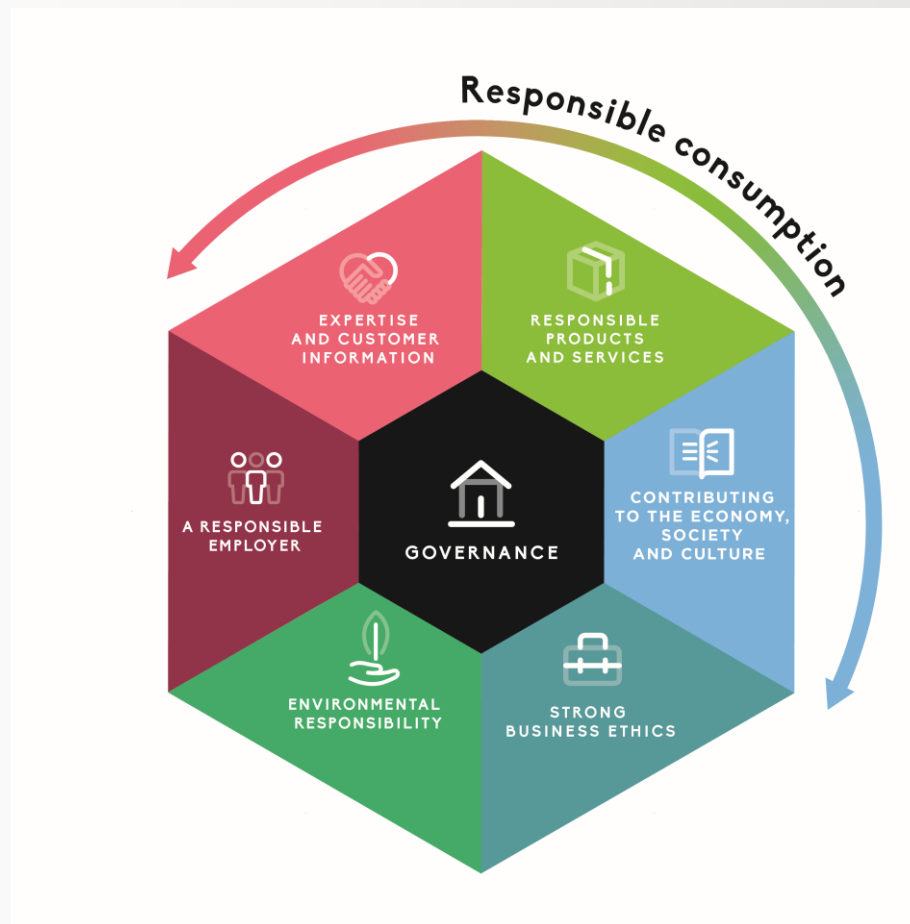 Responsible consumption
EXPERTISE
AND CUSTOMER
INFORMATION
RESPONSIBLE
PRODUCTS
AND SERVICES
A RESPONSIBLE
EMPLOYER
GOVERNANCE
CONTRIBUTING
TO THE ECONOMY,
SOCIETY
AND CULTURE
ENVIRONMENTAL
RESPONSIBILITY
STRONG
BUSINESS ETHICS